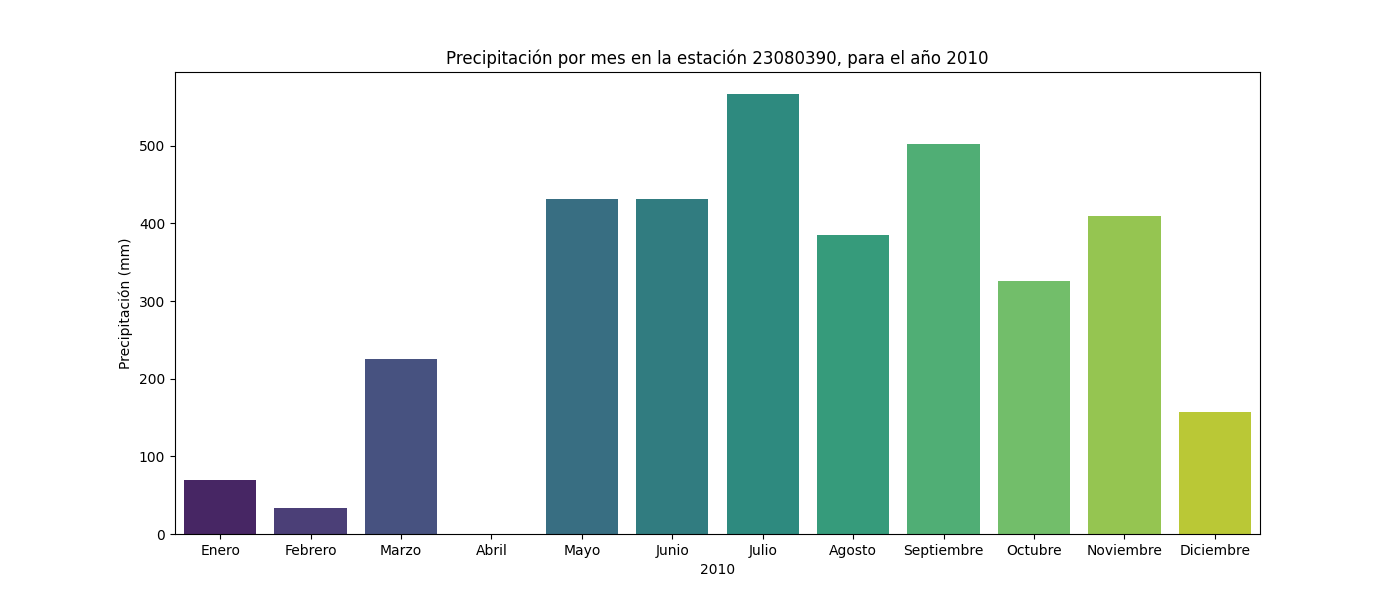 Precipitación por mes en la estación 23080390, para el año 2010
Precipitación (mm)
500
400
300
200
100
0
Enero Febrero Marzo Abril Mayo Junio Julio Agosto Septiembre Octubre Noviembre Diciembre
2010